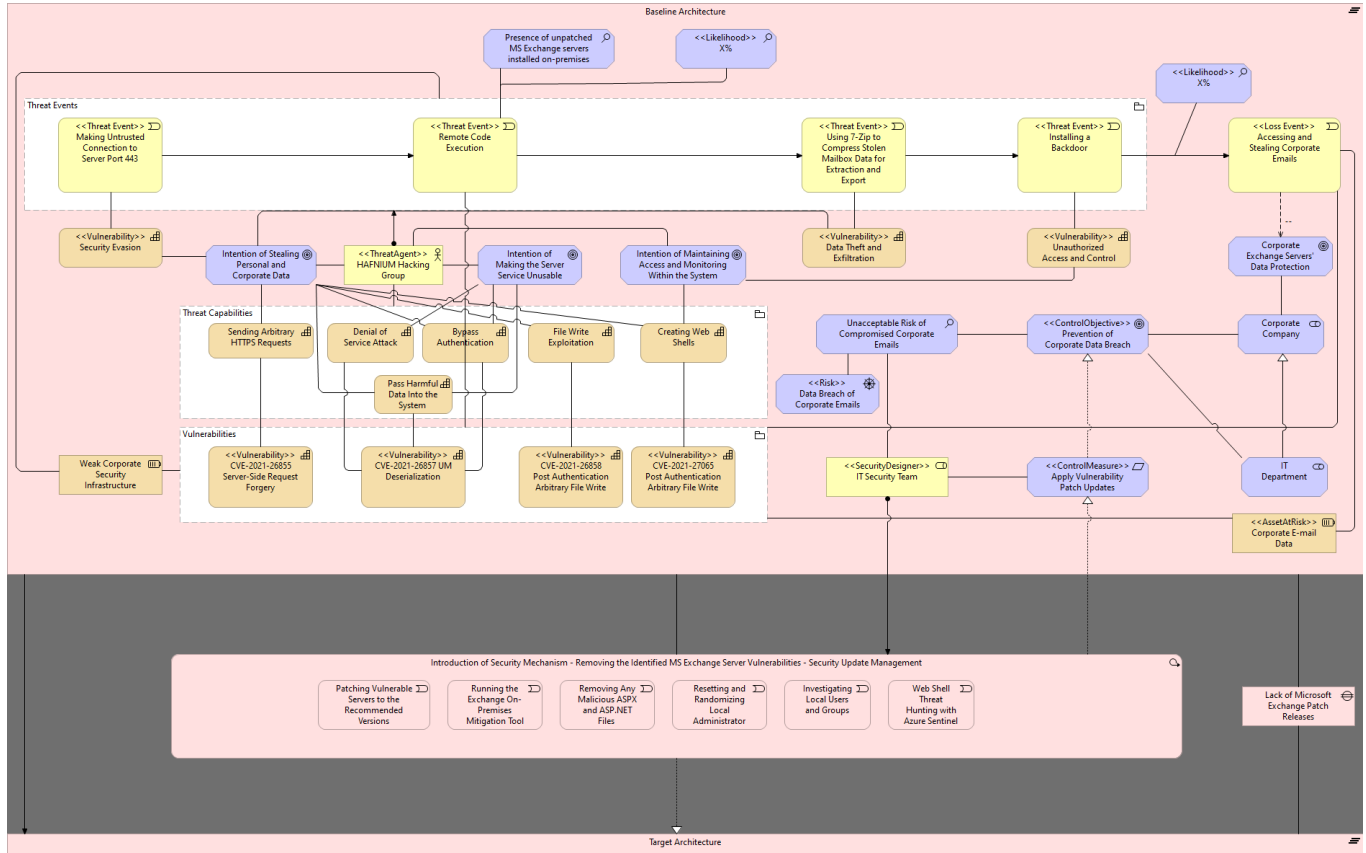 Baseline Architecture
Presence of unpatched
MS Exchange servers
installed on-premises
<<Likelihood>>
X%
<<Likelihood>>
X%
Threat Events
<<Threat Event>>
Making Untrusted
Connection to
Server Port 443
<<Threat Event>>
Remote Code
Execution
<<Threat Event>>
Using 7-Zip to
Compress Stolen
Mailbox Data for
Extraction and
Export
<<Threat Event>>
Installing a
Backdoor
<<Loss Event>>
Accessing and
Stealing Corporate
Emails
--
<<Vulnerability>>
Security Evasion
Intention of Stealing
Personal and
Corporate Data
<<ThreatAgent>>
HAFNIUM Hacking
Group
Intention of
Making the Server
Service Unusable
Intention of Maintaining
Access and Monitoring
Within the System
<<Vulnerability>>
Data Theft and
Exfiltration
<<Vulnerability>>
Unauthorized
Access and Control
Corporate
Exchange Servers'
Data Protection
Threat Capabilities
Sending Arbitrary
HTTPS Requests
Denial of
Service Attack
Bypass
Authentication
File Write
Exploitation
Creating Web
Shells
Pass Harmful
Data Into the
System
Unacceptable Risk of
Compromised Corporate
Emails
<<ControlObjective>>
Prevention of
Corporate Data Breach
Corporate
Company
<<Risk>>
Data Breach of
Corporate Emails
Vulnerabilities
Weak Corporate
Security
Infrastructure
<<Vulnerability>>
CVE-2021-26855
Server-Side Request
Forgery
<<Vulnerability>>
CVE-2021-26857 UM
Deserialization
<<Vulnerability>>
CVE-2021-26858
Post Authentication
Arbitrary File Write
<<Vulnerability>>
CVE-2021-27065
Post Authentication
Arbitrary File Write
<<SecurityDesigner>>
IT Security Team
<<ControlMeasure>>
Apply Vulnerability
Patch Updates
IT
Department
<<AssetAtRisk>>
Corporate E-mail
Data
Introduction of Security Mechanism - Removing the Identified MS Exchange Server Vulnerabilities - Security Update Management
Patching Vulnerable
Servers to the
Recommended
Versions
Running the
Exchange On-
Premises
Mitigation Tool
Removing Any
Malicious ASPX
and ASP.NET
Files
Resetting and
Randomizing
Local
Administrator
Investigating
Local Users
and Groups
Web Shell
Threat
Hunting with
Azure Sentinel
Lack of Microsoft
Exchange Patch
Releases
Target Architecture